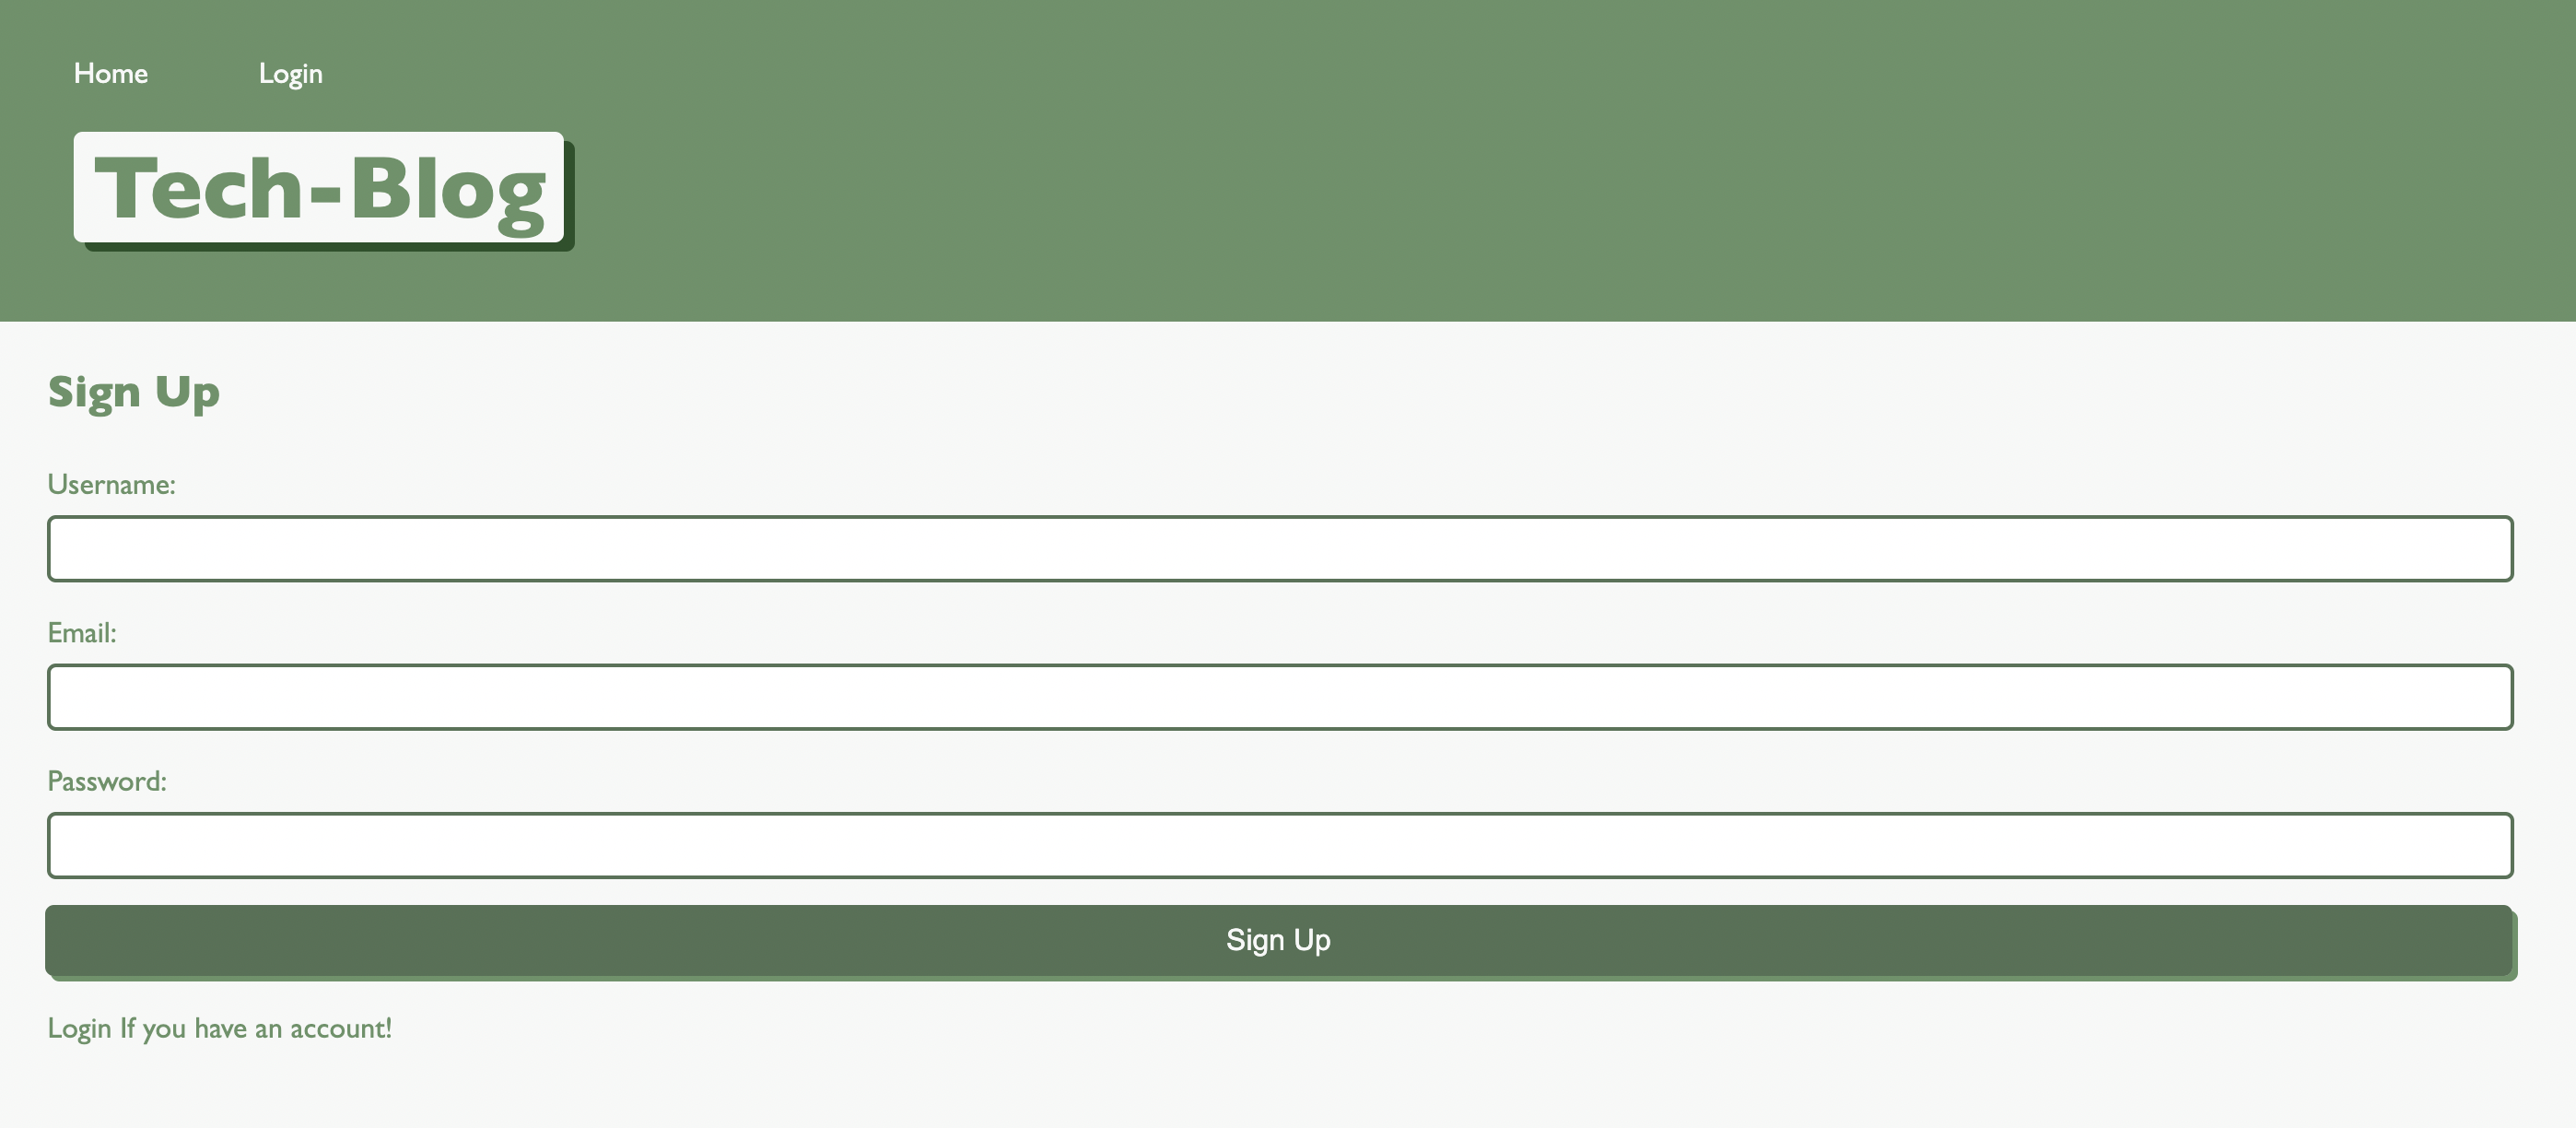 Home Login
Tech-Blog
Sign Up
Username:
Email:
Password:
Sign Up
Login If you have an account!